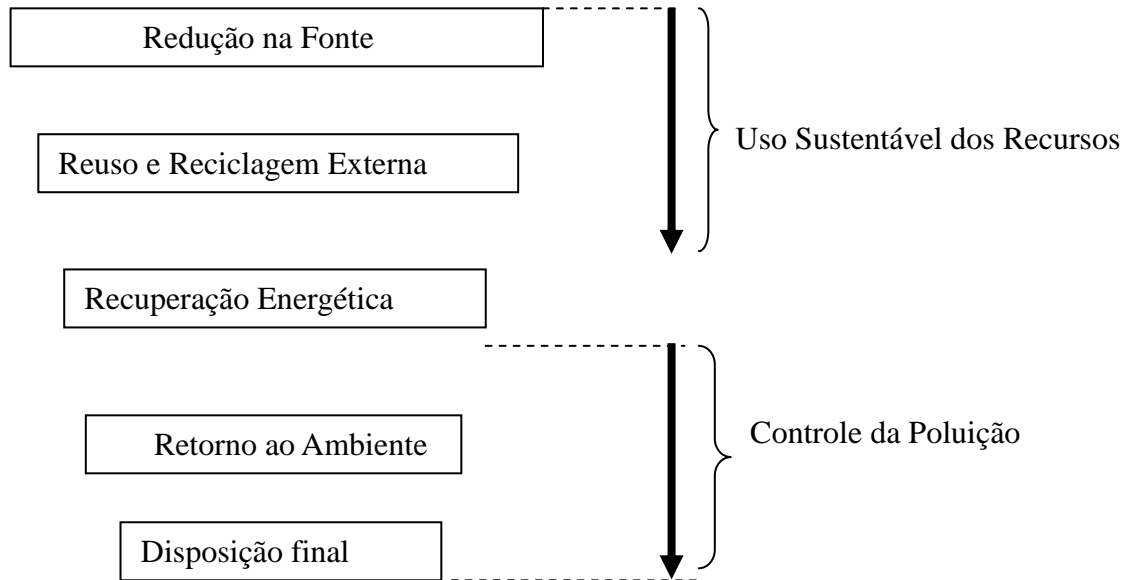 Redução na Fonte
Uso Sustentável dos Recursos
Reuso e Reciclagem Externa
Recuperação Energética
Retorno ao Ambiente
Controle da Poluição
Disposição final